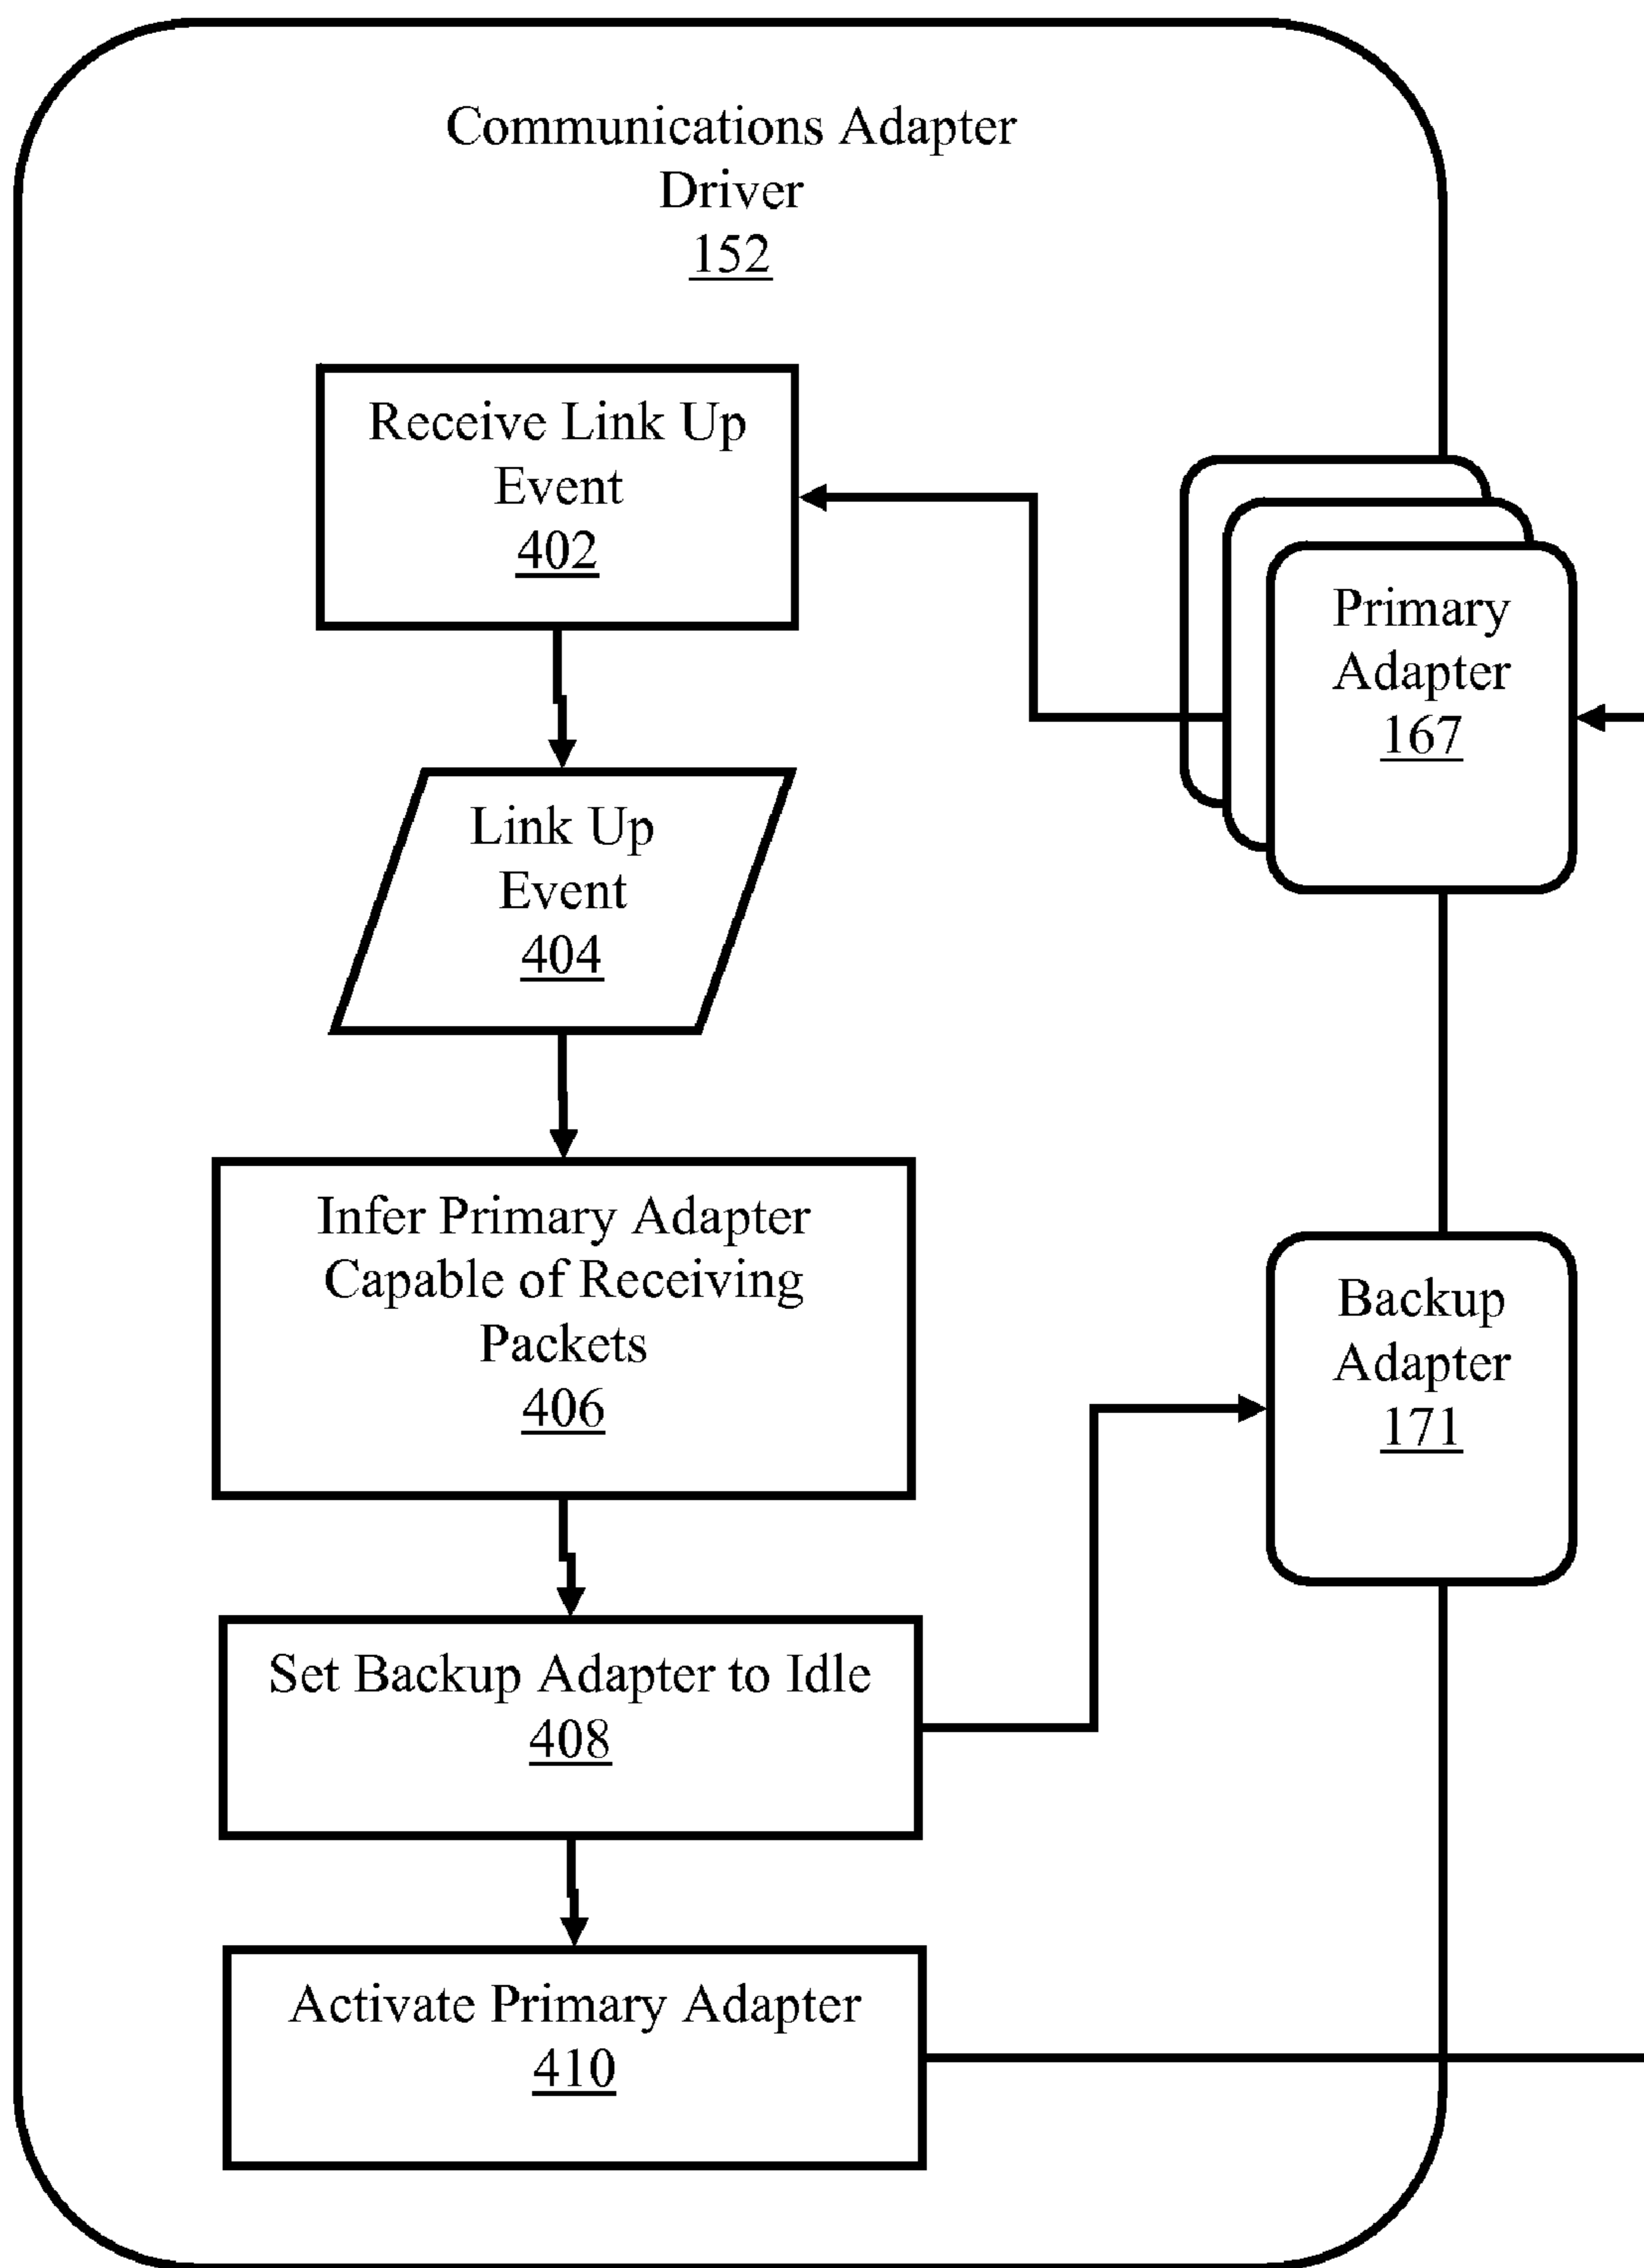 Communications Adapter
Driver
152
Receive Link Up
Event
402
Primary
Adapter
167
Link Up
Event
404
Infer Primary Adapter
Capable of Receiving
Packets
406
Backup
Adapter
171
Set Backup Adapter to Idle
408
Activate Primary Adapter
410